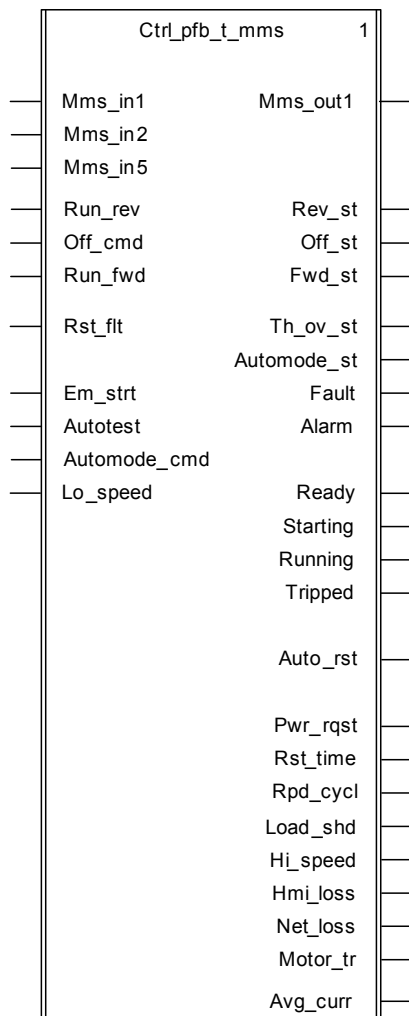 Ctrl_pfb_t_mms 1
Mms_in1 Mms_out1
Mms_in2
Mms_in5
Run_rev Rev_st
Off_cmd Off_st
Run_fwd Fwd_st
Rst_flt Th_ov_st
Automode_st
Em_strt Fault
Autotest Alarm
Automode_cmd
Lo_speed Ready
Starting
Running
Tripped
Auto_rst
Pwr_rqst
Rst_time
Rpd_cycl
Load_shd
Hi_speed
Hmi_loss
Net_loss
Motor_tr
Avg_curr